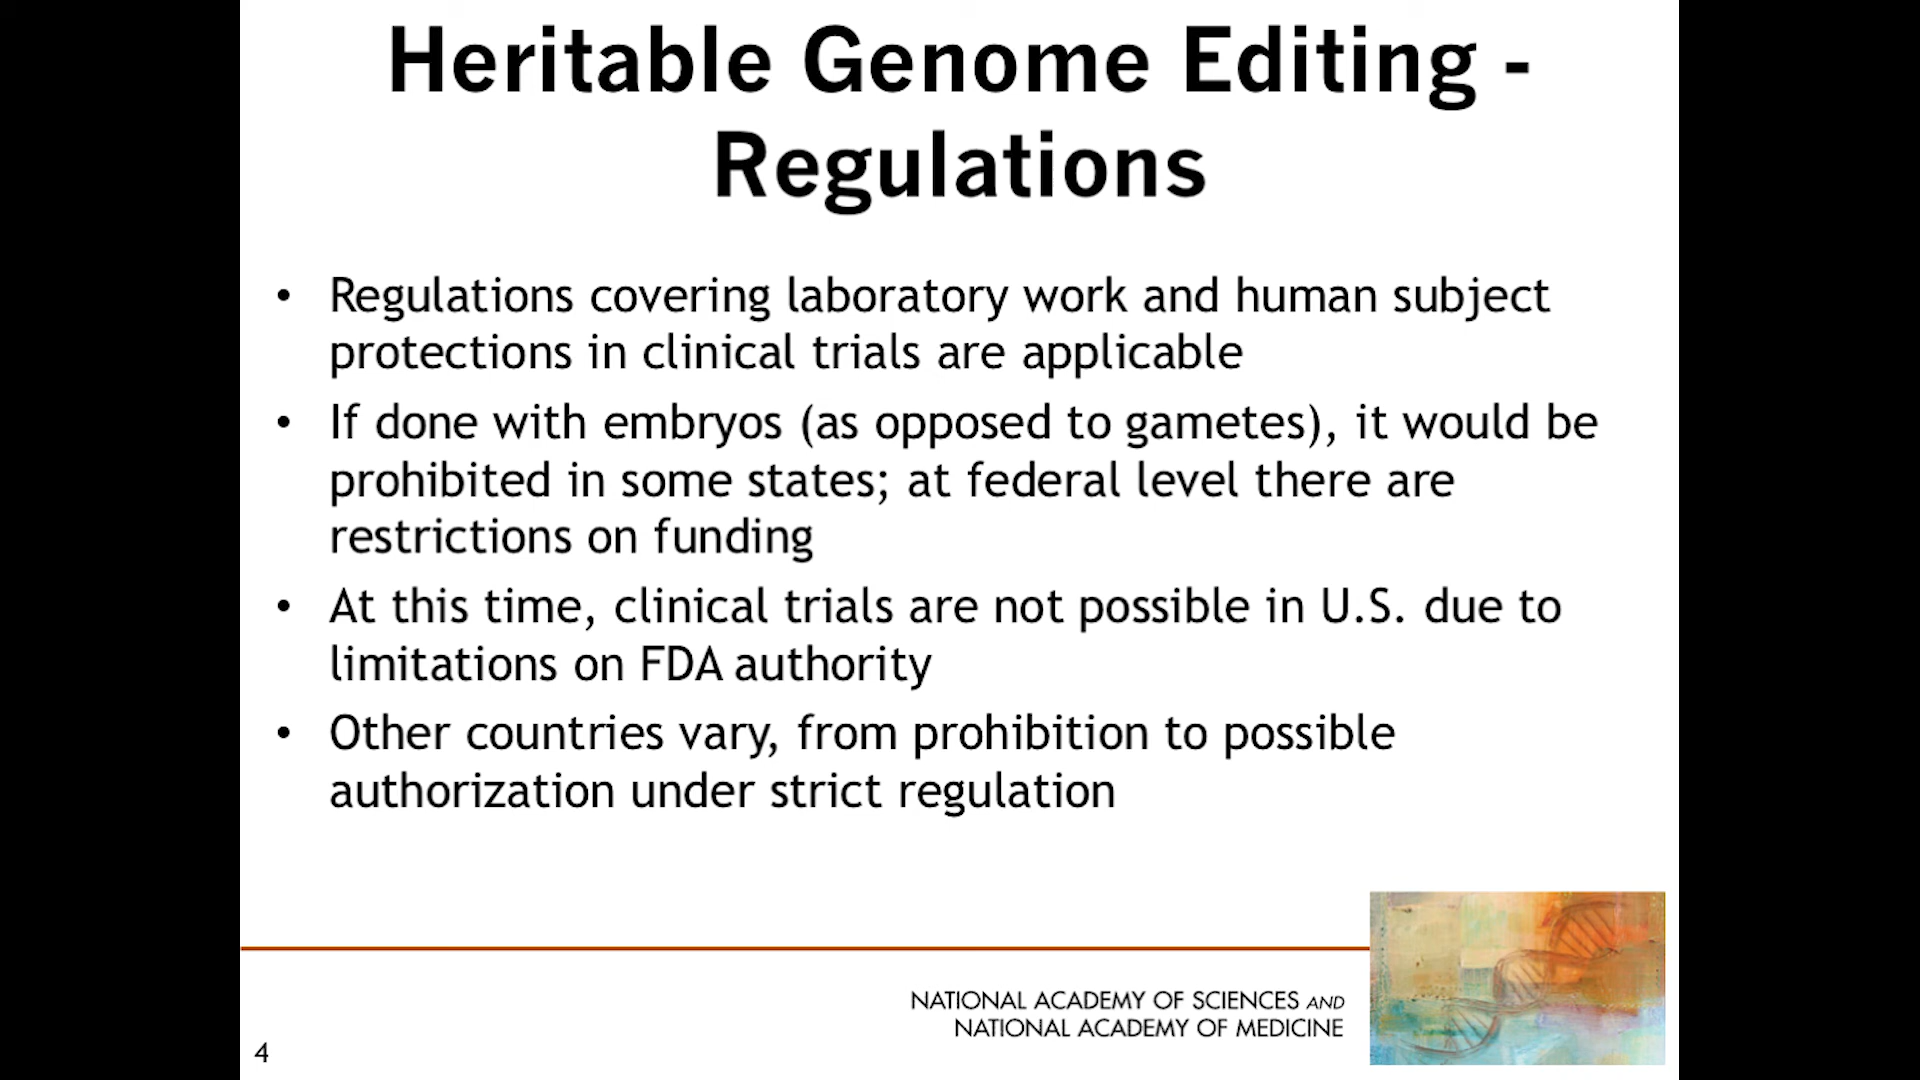 Heritable Genome Editing -
Regulations
• Regulations covering laboratory work and human subject
protections in clinical trials are applicable
• If done with embryos (as opposed to gametes), it would be
prohibited in some states; at federal level there are
restrictions on funding
• At this time, clinical trials are not possible in U.S. due to
limitations on FDA authority
• Other countries vary, from prohibition to possible
authorization under strict regulation
NATIONAL ACADEMY OF SCIENCES AND
NATIONAL ACADEMY OF MEDICINE
4